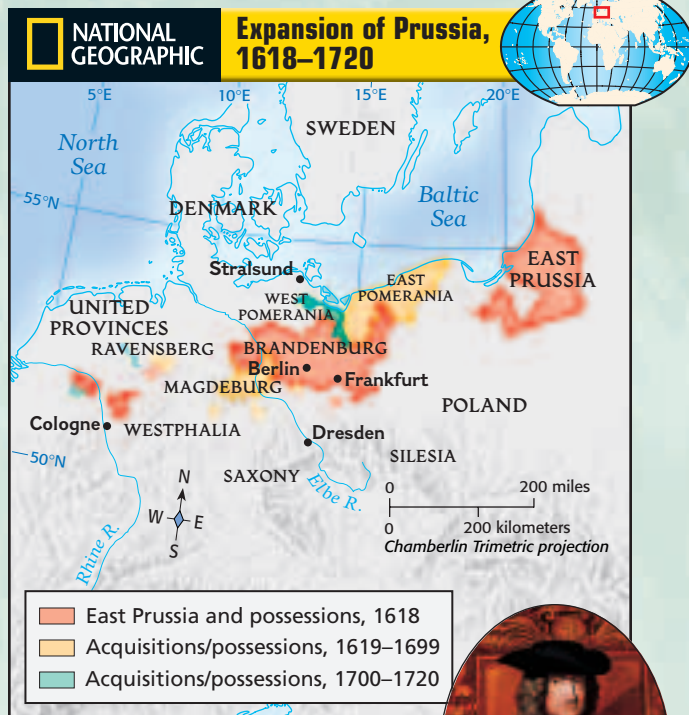 NATIONAL
GEOGRAPHIC
Expansion of Prussia,
1618–1720
5°E
10°E
15°E
20°E
SWEDEN
North
Sea
55°N
Baltic
Sea
DENMARK
Stralsund
EAST
PRUSSIA
EAST
POMERANIA
WEST
POMERANIA
UNITED
PROVINCES
RAVENSBERG
BRANDENBURG
Berlin
Frankfurt
MAGDEBURG
POLAND
Cologne
WESTPHALIA
Dresden
50°N
SILESIA
SAXONY
Elbe R.
N
W
E
S
0
200 miles
0
200 kilometers
Chamberlin Trimetric projection
Rhine R.
East Prussia and possessions, 1618
Acquisitions/possessions, 1619–1699
Acquisitions/possessions, 1700–1720